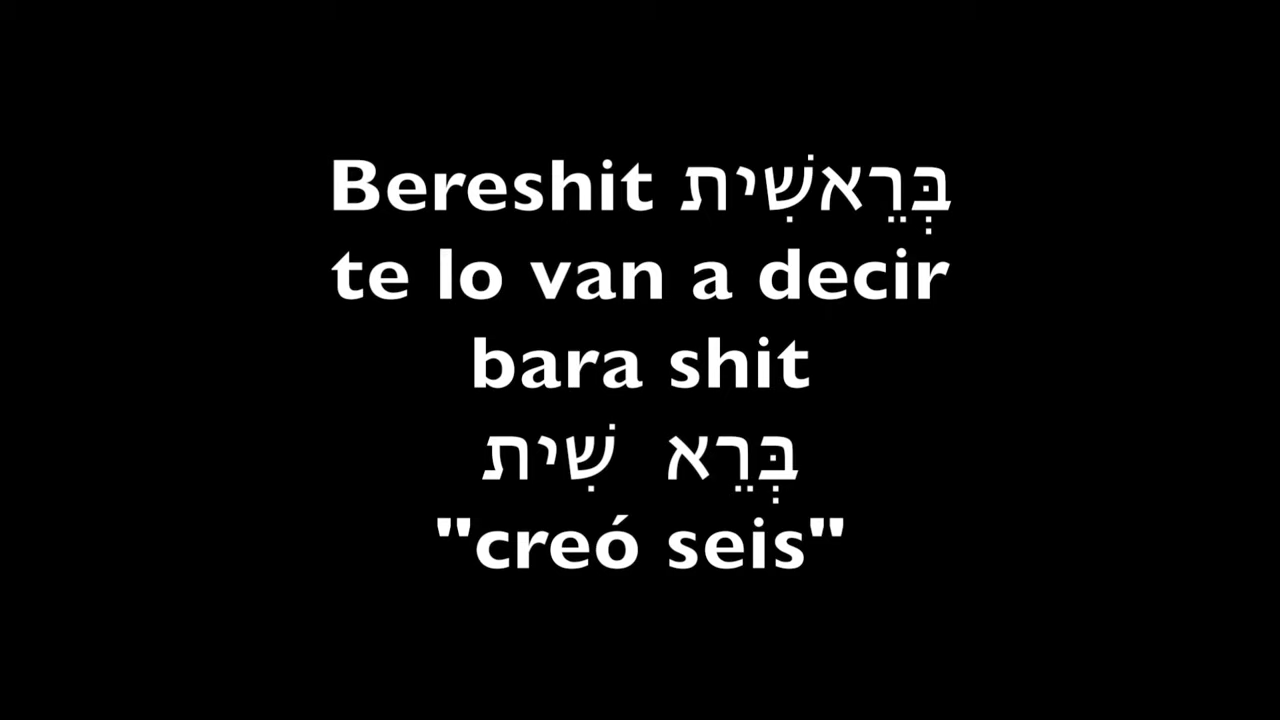 Bereshit בְּרֵאשִׁית
te lo van a decir
bara shit
בְּרֵא שִׁית
"creó seis"